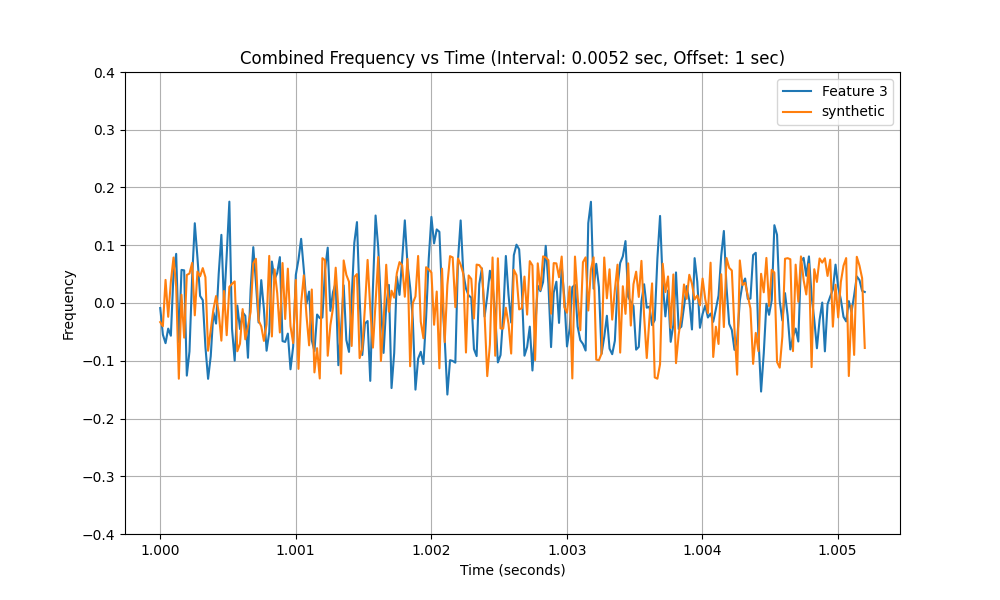 Combined Frequency vs Time (Interval: 0.0052 sec, Offset: 1 sec)
Feature 3
synthetic
Frequency
0.4
0.3
0.2
0.1
0.0
−0.1
−0.2
−0.3
−0.4
1.000 1.001 1.002 1.003 1.004 1.005
Time (seconds)